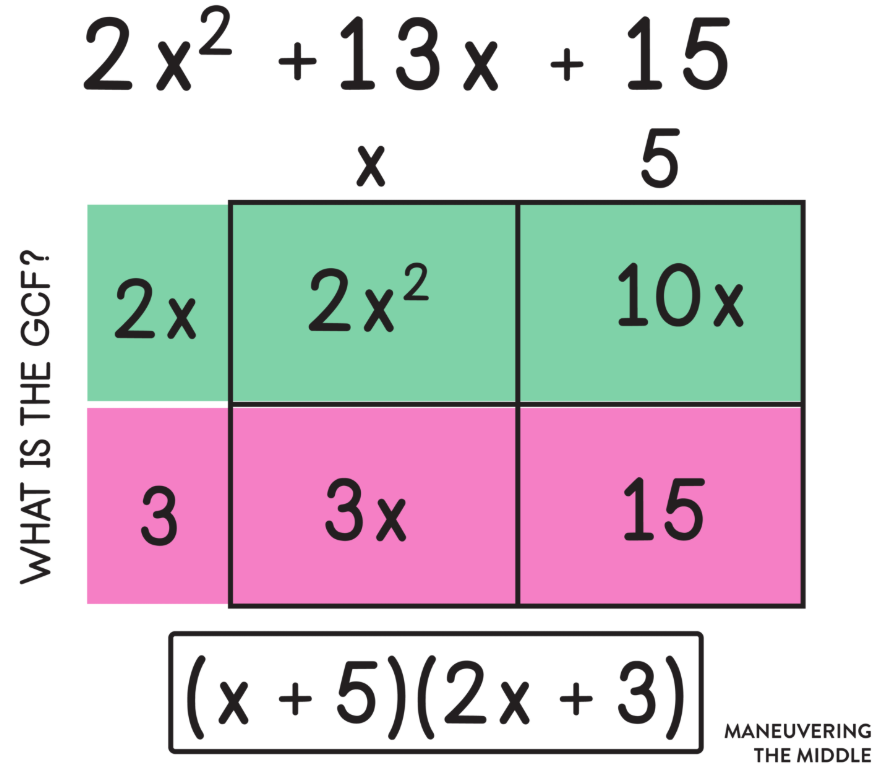 2x² + 13x + 15
x 5
WHAT IS THE GCF?
2x 2x² 10x
3 3x 15
(x + 5)(2x + 3)
MANEUVERING
THE MIDDLE